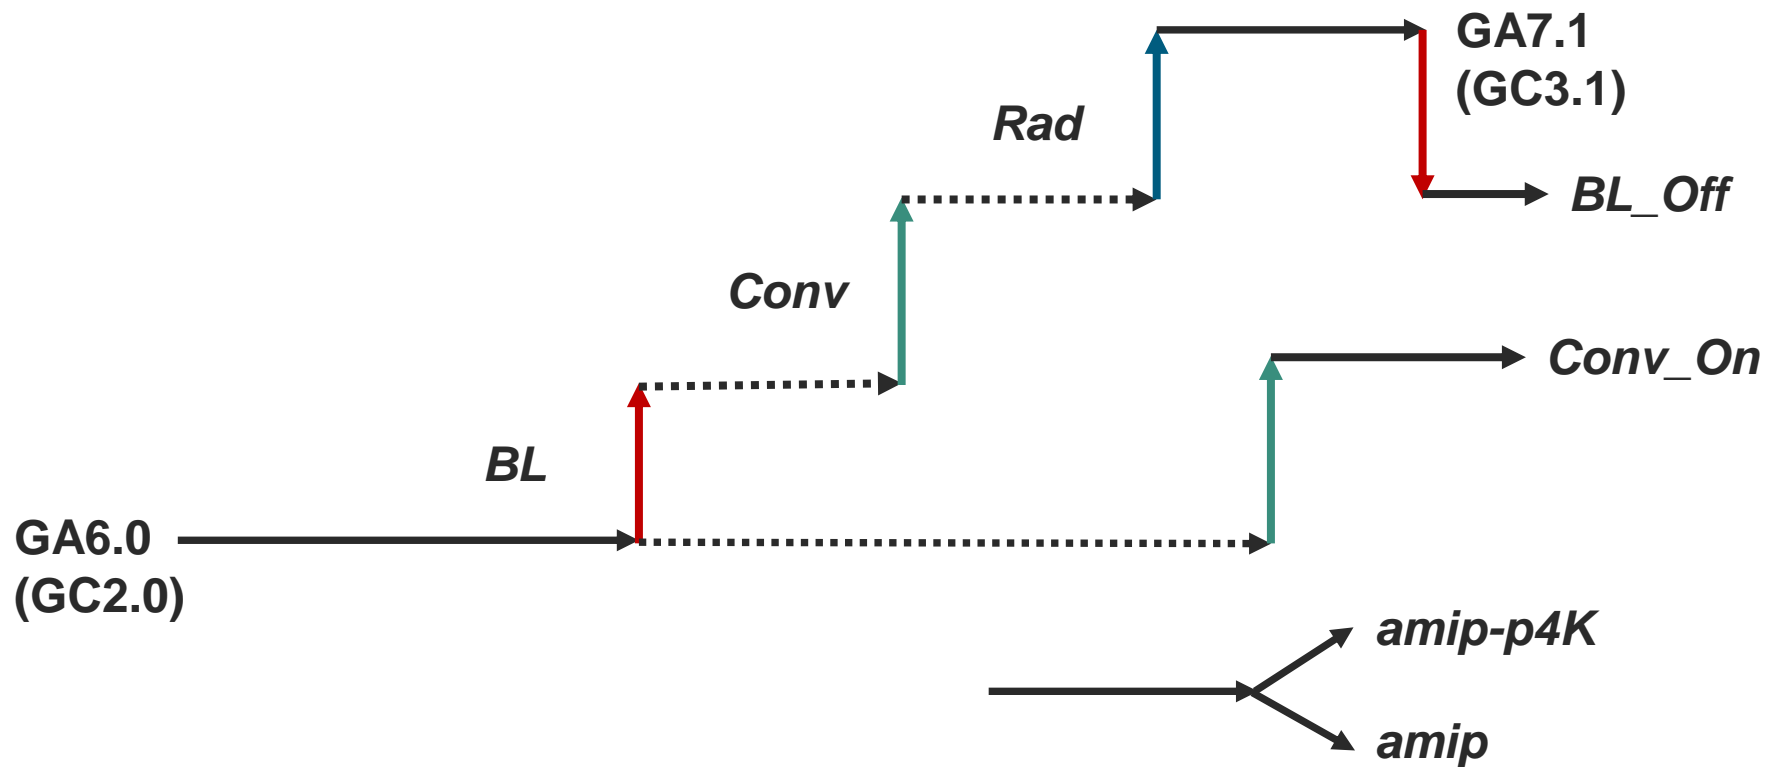 GA7.1
(GC3.1)
Rad
BL_Off
Conv
Conv_On
BL
GA6.0
(GC2.0)
amip-p4K
amip